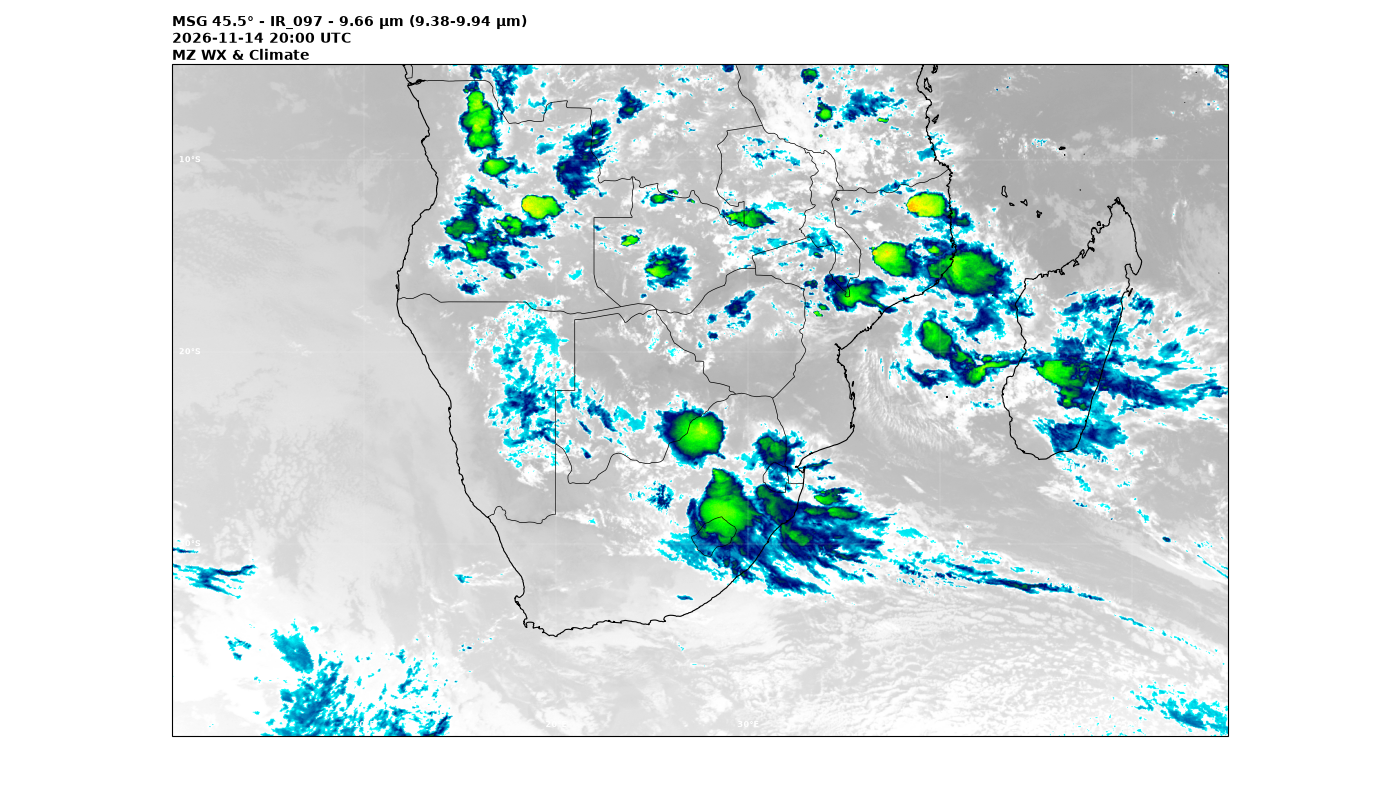 MSG 45.5° - IR_097 - 9.66 µm (9.38-9.94 µm)
2026-11-14 20:00 UTC
MZ WX & Climate
10°S
20°S
30°E